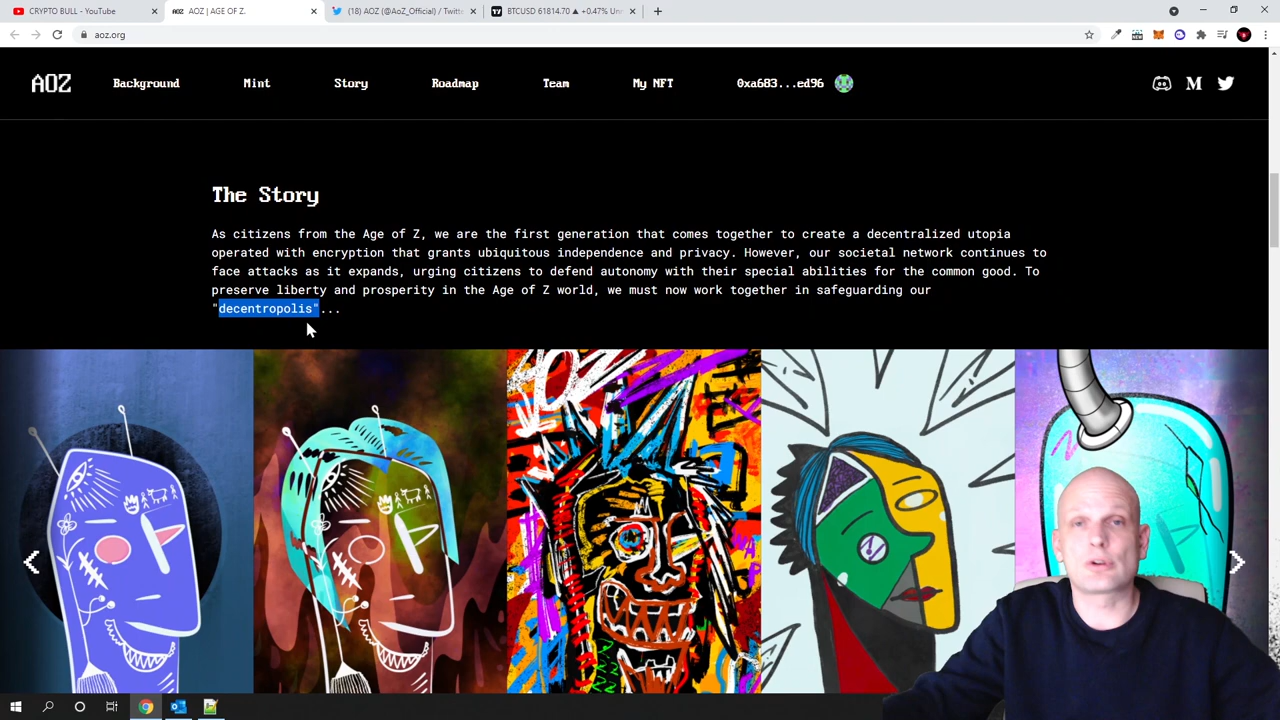 CRYPTO BULL - YouTube
AOZ | AGE OF Z.
(18) AOZ (@AoZ_Official) / Twitte
BTCUSD 61814.70 ▲ +0.47% Unn
aoz.org
AOZ
Background
Mint
Story
Roadmap
Team
My NFT
0xa683...ed96
The Story
As citizens from the Age of Z, we are the first generation that comes together to create a decentralized utopia
operated with encryption that grants ubiquitous independence and privacy. However, our societal network continues to
face attacks as it expands, urging citizens to defend autonomy with their special abilities for the common good. To
preserve liberty and prosperity in the Age of Z world, we must now work together in safeguarding our
"decentropolis"...